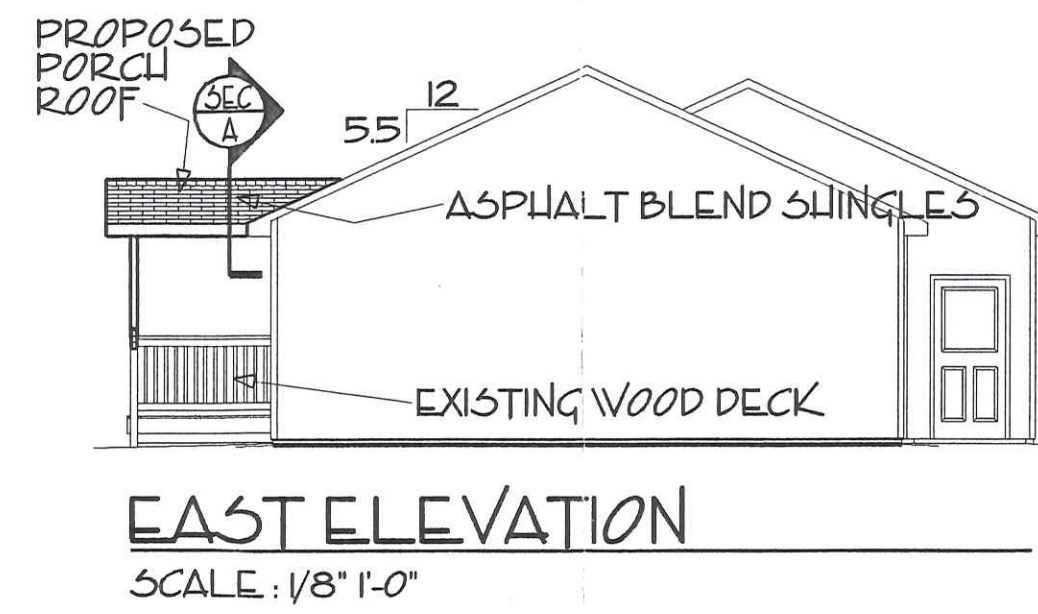 PROPOSED
PORCH
ROOF
SEC
A
12
5.5
ASPHALT BLEND SHINGLES
EXISTING WOOD DECK
EAST ELEVATION
SCALE : 1/8" 1'-0"